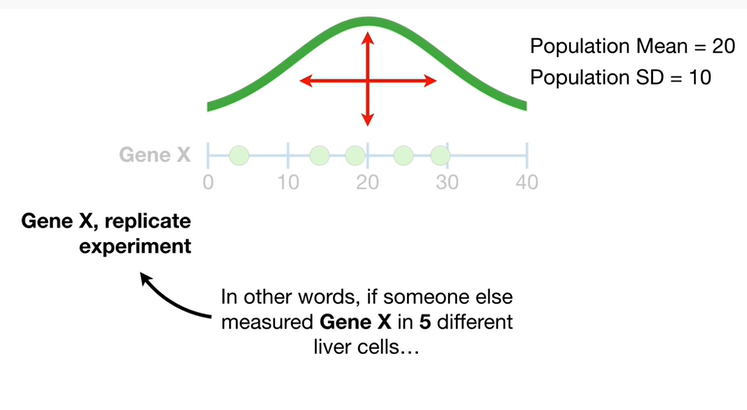 Population Mean = 20
Population SD = 10
Gene X
0 10 20 30 40
Gene X, replicate
experiment
In other words, if someone else
measured Gene X in 5 different
liver cells…